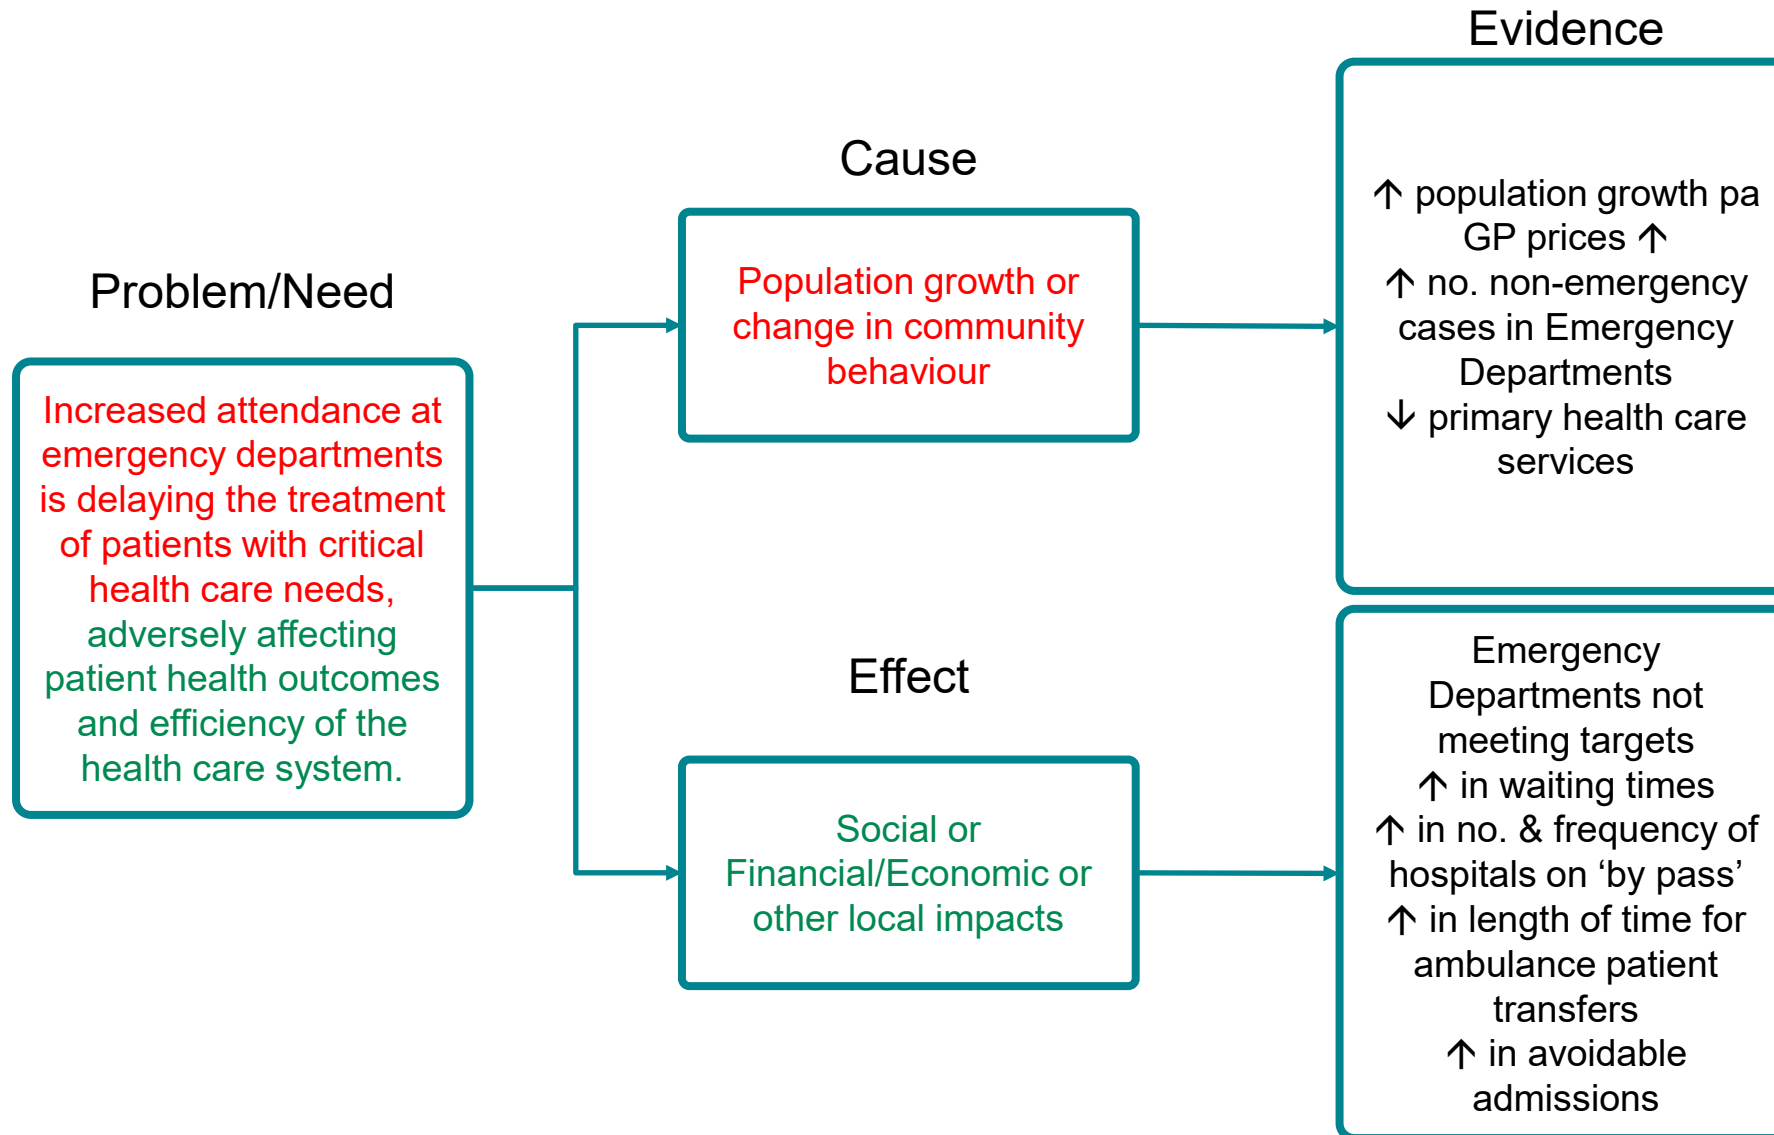 Problem/Need
Increased attendance at
emergency departments
is delaying the treatment
of patients with critical
health care needs,
adversely affecting
patient health outcomes
and efficiency of the
health care system.
Cause
Population growth or
change in community
behaviour
Effect
Social or
Financial/Economic or
other local impacts
Evidence
↑ population growth pa
GP prices ↑
↑ no. non-emergency
cases in Emergency
Departments
↓ primary health care
services
Emergency
Departments not
meeting targets
↑ in waiting times
↑ in no. & frequency of
hospitals on ‘by pass’
↑ in length of time for
ambulance patient
transfers
↑ in avoidable
admissions